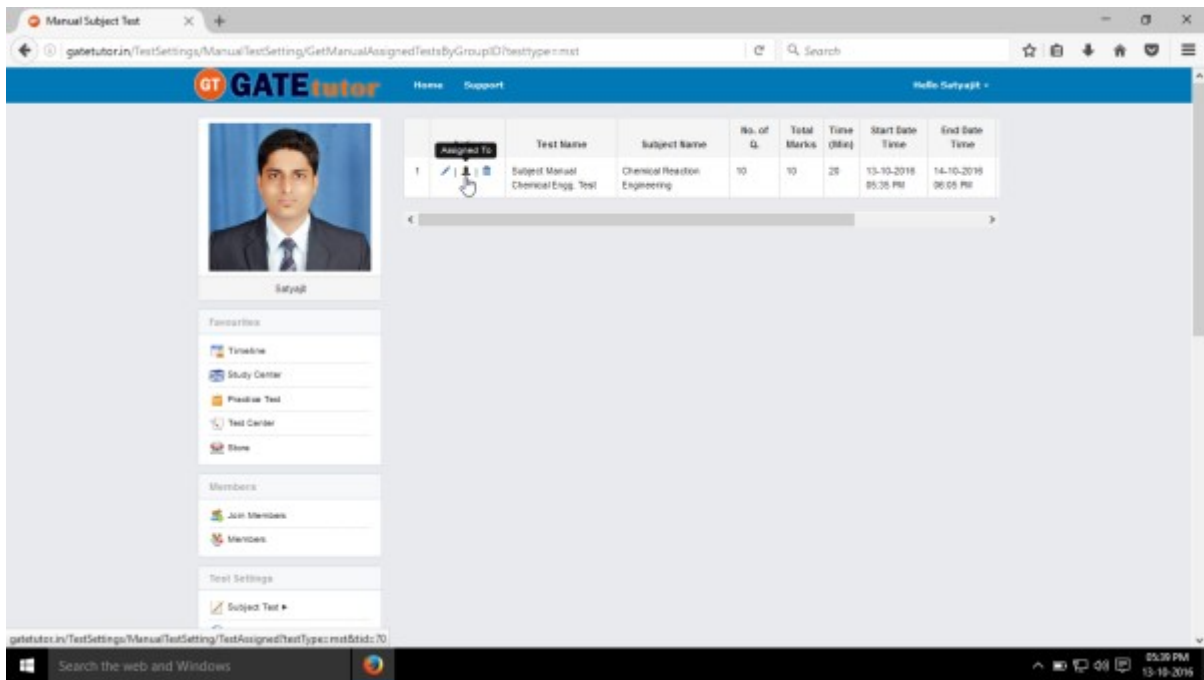 Manual Subject Test
gatetutor.in/TestSettings/ManualTestSetting/GetManualAssignedTestsByGroupID?testtype=mst
Search
GT GATEtutor
Home Support
Hello Satyajit
Assigned To
Test Name
Subject Name
No. of Q.
Total Marks
Time (Min)
Start Date Time
End Date Time
1
Subject Manual Chemical Engg. Test
Chemical Reaction Engineering
10
10
20
13-10-2016 05:35 PM
14-10-2016 06:05 PM
Satyajit
Favourites
Timeline
Study Center
Practice Test
Test Center
Store
Members
Join Members
Members
Test Settings
Subject Test
gatetutor.in/TestSettings/ManualTestSetting/TestAssigned?testType=mst&tid=70
Search the web and Windows
05:39 PM
13-10-2016